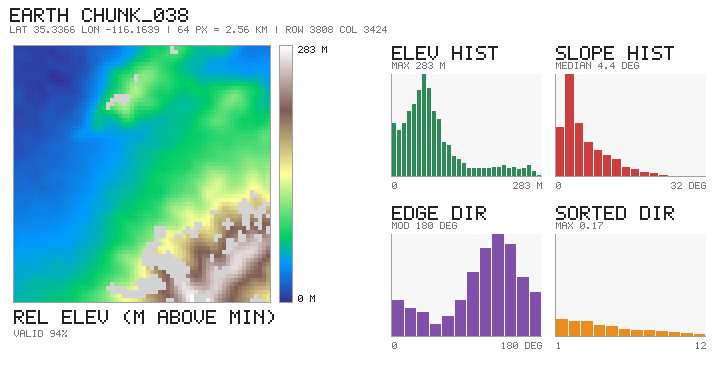 EARTH CHUNK_038
LAT 35.3366 LON -116.1639 | 64 PX = 2.56 KM | ROW 3808 COL 3424
283 M
0 M
REL ELEV (M ABOVE MIN)
VALID 94%
ELEV HIST
MAX 283 M
0 283 M
SLOPE HIST
MEDIAN 4.4 DEG
0 32 DEG
EDGE DIR
MOD 180 DEG
0 180 DEG
SORTED DIR
MAX 0.17
1 12